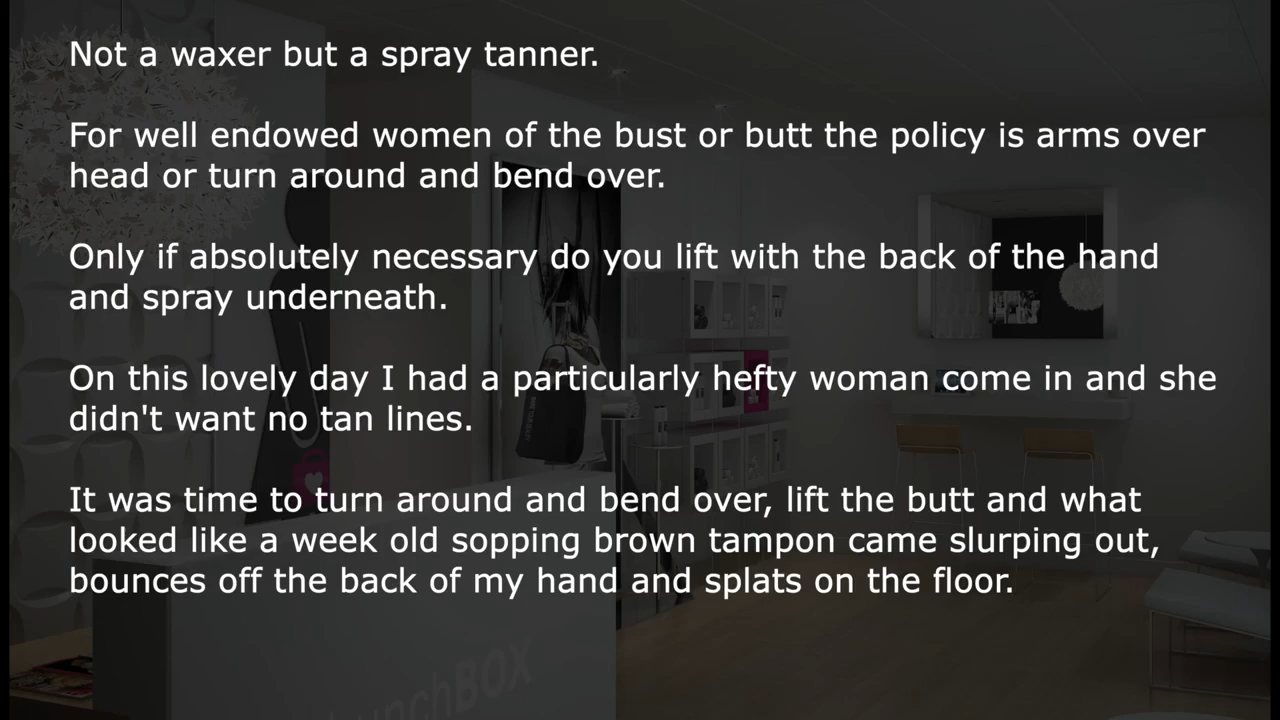 Not a waxer but a spray tanner.
For well endowed women of the bust or butt the policy is arms over
head or turn around and bend over.
Only if absolutely necessary do you lift with the back of the hand
and spray underneath.
On this lovely day I had a particularly hefty woman come in and she
didn't want no tan lines.
It was time to turn around and bend over, lift the butt and what
looked like a week old sopping brown tampon came slurping out,
bounces off the back of my hand and splats on the floor.